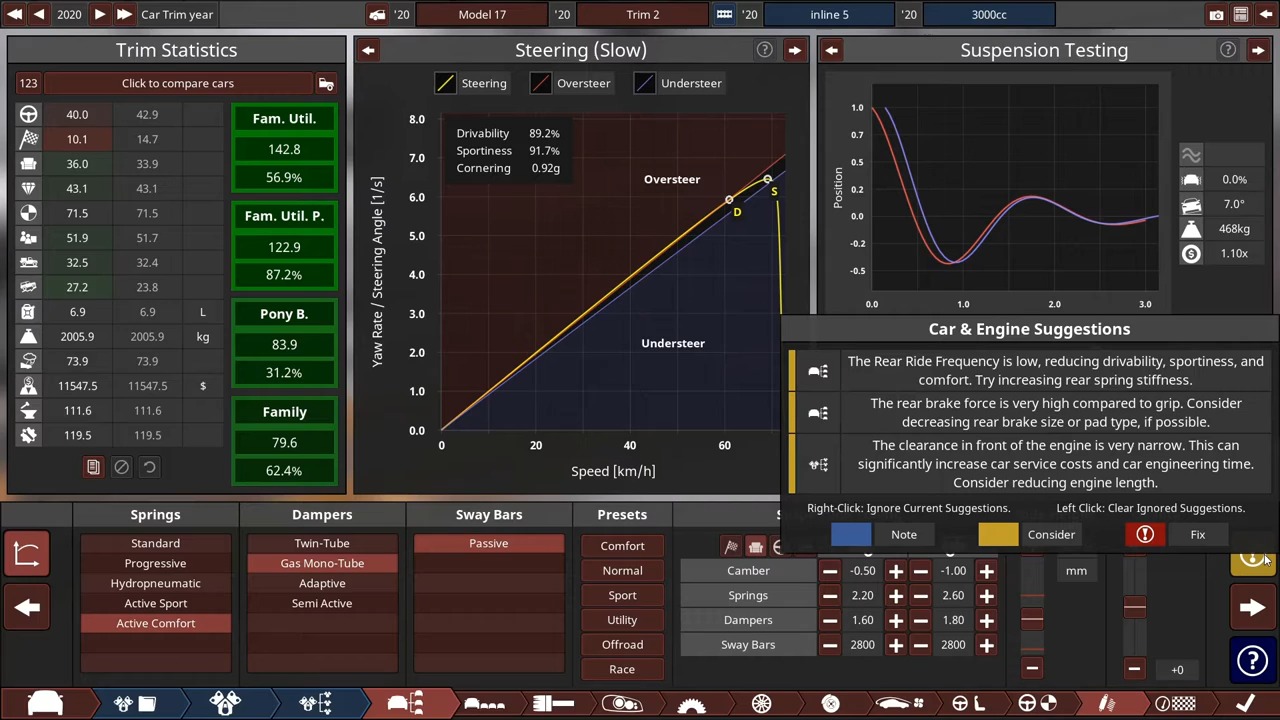 2020
Car Trim year
'20
Model 17
'20
Trim 2
'20
inline 5
'20
3000cc
Trim Statistics
123
Click to compare cars
40.0 42.9
10.1 14.7
36.0 33.9
43.1 43.1
71.5 71.5
51.9 51.7
32.5 32.4
27.2 23.8
6.9 6.9 L
2005.9 2005.9 kg
73.9 73.9
11547.5 11547.5 $
111.6 111.6
119.5 119.5
Fam. Util.
142.8
56.9%
Fam. Util. P.
122.9
87.2%
Pony B.
83.9
31.2%
Family
79.6
62.4%
Steering (Slow)
?
Steering Oversteer Understeer
Drivability 89.2%
Sportiness 91.7%
Cornering 0.92g
Oversteer
Understeer
S
D
Yaw Rate / Steering Angle [1/s]
8.0
7.0
6.0
5.0
4.0
3.0
2.0
1.0
0.0
0 20 40 60
Speed [km/h]
Suspension Testing
?
Position
1.0
0.7
0.5
0.2
0.0
-0.2
-0.5
0.0 1.0 2.0 3.0
0.0%
7.0°
468kg
1.10x
Car & Engine Suggestions
The Rear Ride Frequency is low, reducing drivability, sportiness, and
comfort. Try increasing rear spring stiffness.
The rear brake force is very high compared to grip. Consider
decreasing rear brake size or pad type, if possible.
The clearance in front of the engine is very narrow. This can
significantly increase car service costs and car engineering time.
Consider reducing engine length.
Right-Click: Ignore Current Suggestions. Left Click: Clear Ignored Suggestions.
Note Consider Fix
Springs
Standard
Progressive
Hydropneumatic
Active Sport
Active Comfort
Dampers
Twin-Tube
Gas Mono-Tube
Adaptive
Semi Active
Sway Bars
Passive
Presets
Comfort
Normal
Sport
Utility
Offroad
Race
Camber -0.50 -1.00
Springs 2.20 2.60
Dampers 1.60 1.80
Sway Bars 2800 2800
mm
+0
?